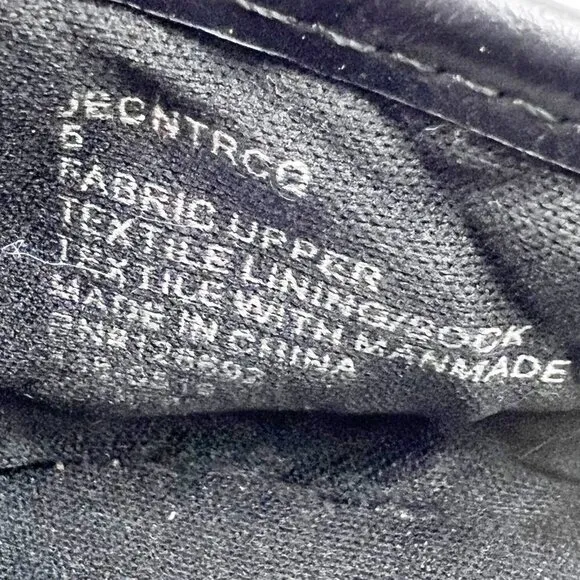 JECNTRCQ
5
FABRIC UPPER
TEXTILE LINING/SOCK
TEXTILE WITH MANMADE
MADE IN CHINA